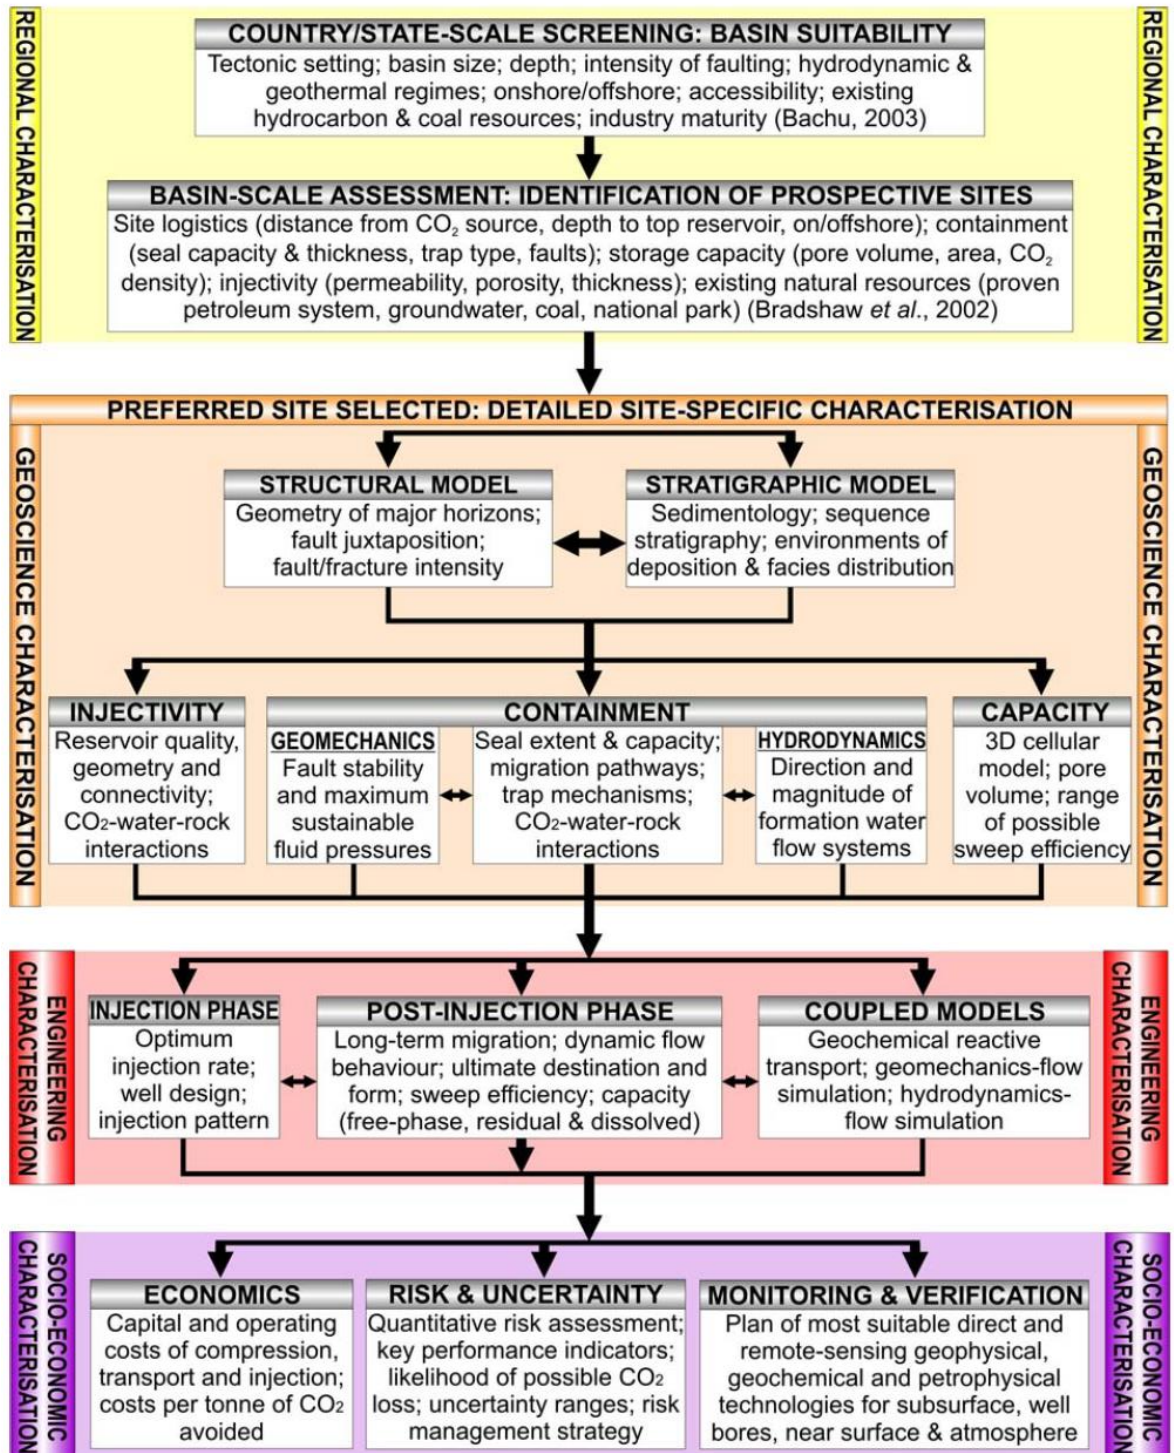 REGIONAL CHARACTERISATION
COUNTRY/STATE-SCALE SCREENING: BASIN SUITABILITY
Tectonic setting; basin size; depth; intensity of faulting; hydrodynamic &
geothermal regimes; onshore/offshore; accessibility; existing
hydrocarbon & coal resources; industry maturity (Bachu, 2003)
BASIN-SCALE ASSESSMENT: IDENTIFICATION OF PROSPECTIVE SITES
Site logistics (distance from CO₂ source, depth to top reservoir, on/offshore); containment
(seal capacity & thickness, trap type, faults); storage capacity (pore volume, area, CO₂
density); injectivity (permeability, porosity, thickness); existing natural resources (proven
petroleum system, groundwater, coal, national park) (Bradshaw et al., 2002)
REGIONAL CHARACTERISATION
PREFERRED SITE SELECTED: DETAILED SITE-SPECIFIC CHARACTERISATION
GEOSCIENCE CHARACTERISATION
STRUCTURAL MODEL
Geometry of major horizons;
fault juxtaposition;
fault/fracture intensity
STRATIGRAPHIC MODEL
Sedimentology; sequence
stratigraphy; environments of
deposition & facies distribution
INJECTIVITY
Reservoir quality,
geometry and
connectivity;
CO₂-water-rock
interactions
CONTAINMENT
GEOMECHANICS
Fault stability
and maximum
sustainable
fluid pressures
Seal extent & capacity;
migration pathways;
trap mechanisms;
CO₂-water-rock
interactions
HYDRODYNAMICS
Direction and
magnitude of
formation water
flow systems
CAPACITY
3D cellular
model; pore
volume; range
of possible
sweep efficiency
GEOSCIENCE CHARACTERISATION
ENGINEERING
CHARACTERISATION
INJECTION PHASE
Optimum
injection rate;
well design;
injection pattern
POST-INJECTION PHASE
Long-term migration; dynamic flow
behaviour; ultimate destination and
form; sweep efficiency; capacity
(free-phase, residual & dissolved)
COUPLED MODELS
Geochemical reactive
transport; geomechanics-flow
simulation; hydrodynamics-
flow simulation
ENGINEERING
CHARACTERISATION
SOCIO-ECONOMIC
CHARACTERISATION
ECONOMICS
Capital and operating
costs of compression,
transport and injection;
costs per tonne of CO₂
avoided
RISK & UNCERTAINTY
Quantitative risk assessment;
key performance indicators;
likelihood of possible CO₂
loss; uncertainty ranges; risk
management strategy
MONITORING & VERIFICATION
Plan of most suitable direct and
remote-sensing geophysical,
geochemical and petrophysical
technologies for subsurface, well
bores, near surface & atmosphere
SOCIO-ECONOMIC
CHARACTERISATION